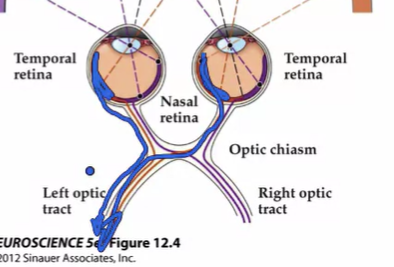 Temporal
retina
Temporal
retina
Nasal
retina
Optic chiasm
Left optic
tract
Right optic
tract
EUROSCIENCE 5e Figure 12.4
2012 Sinauer Associates, Inc.